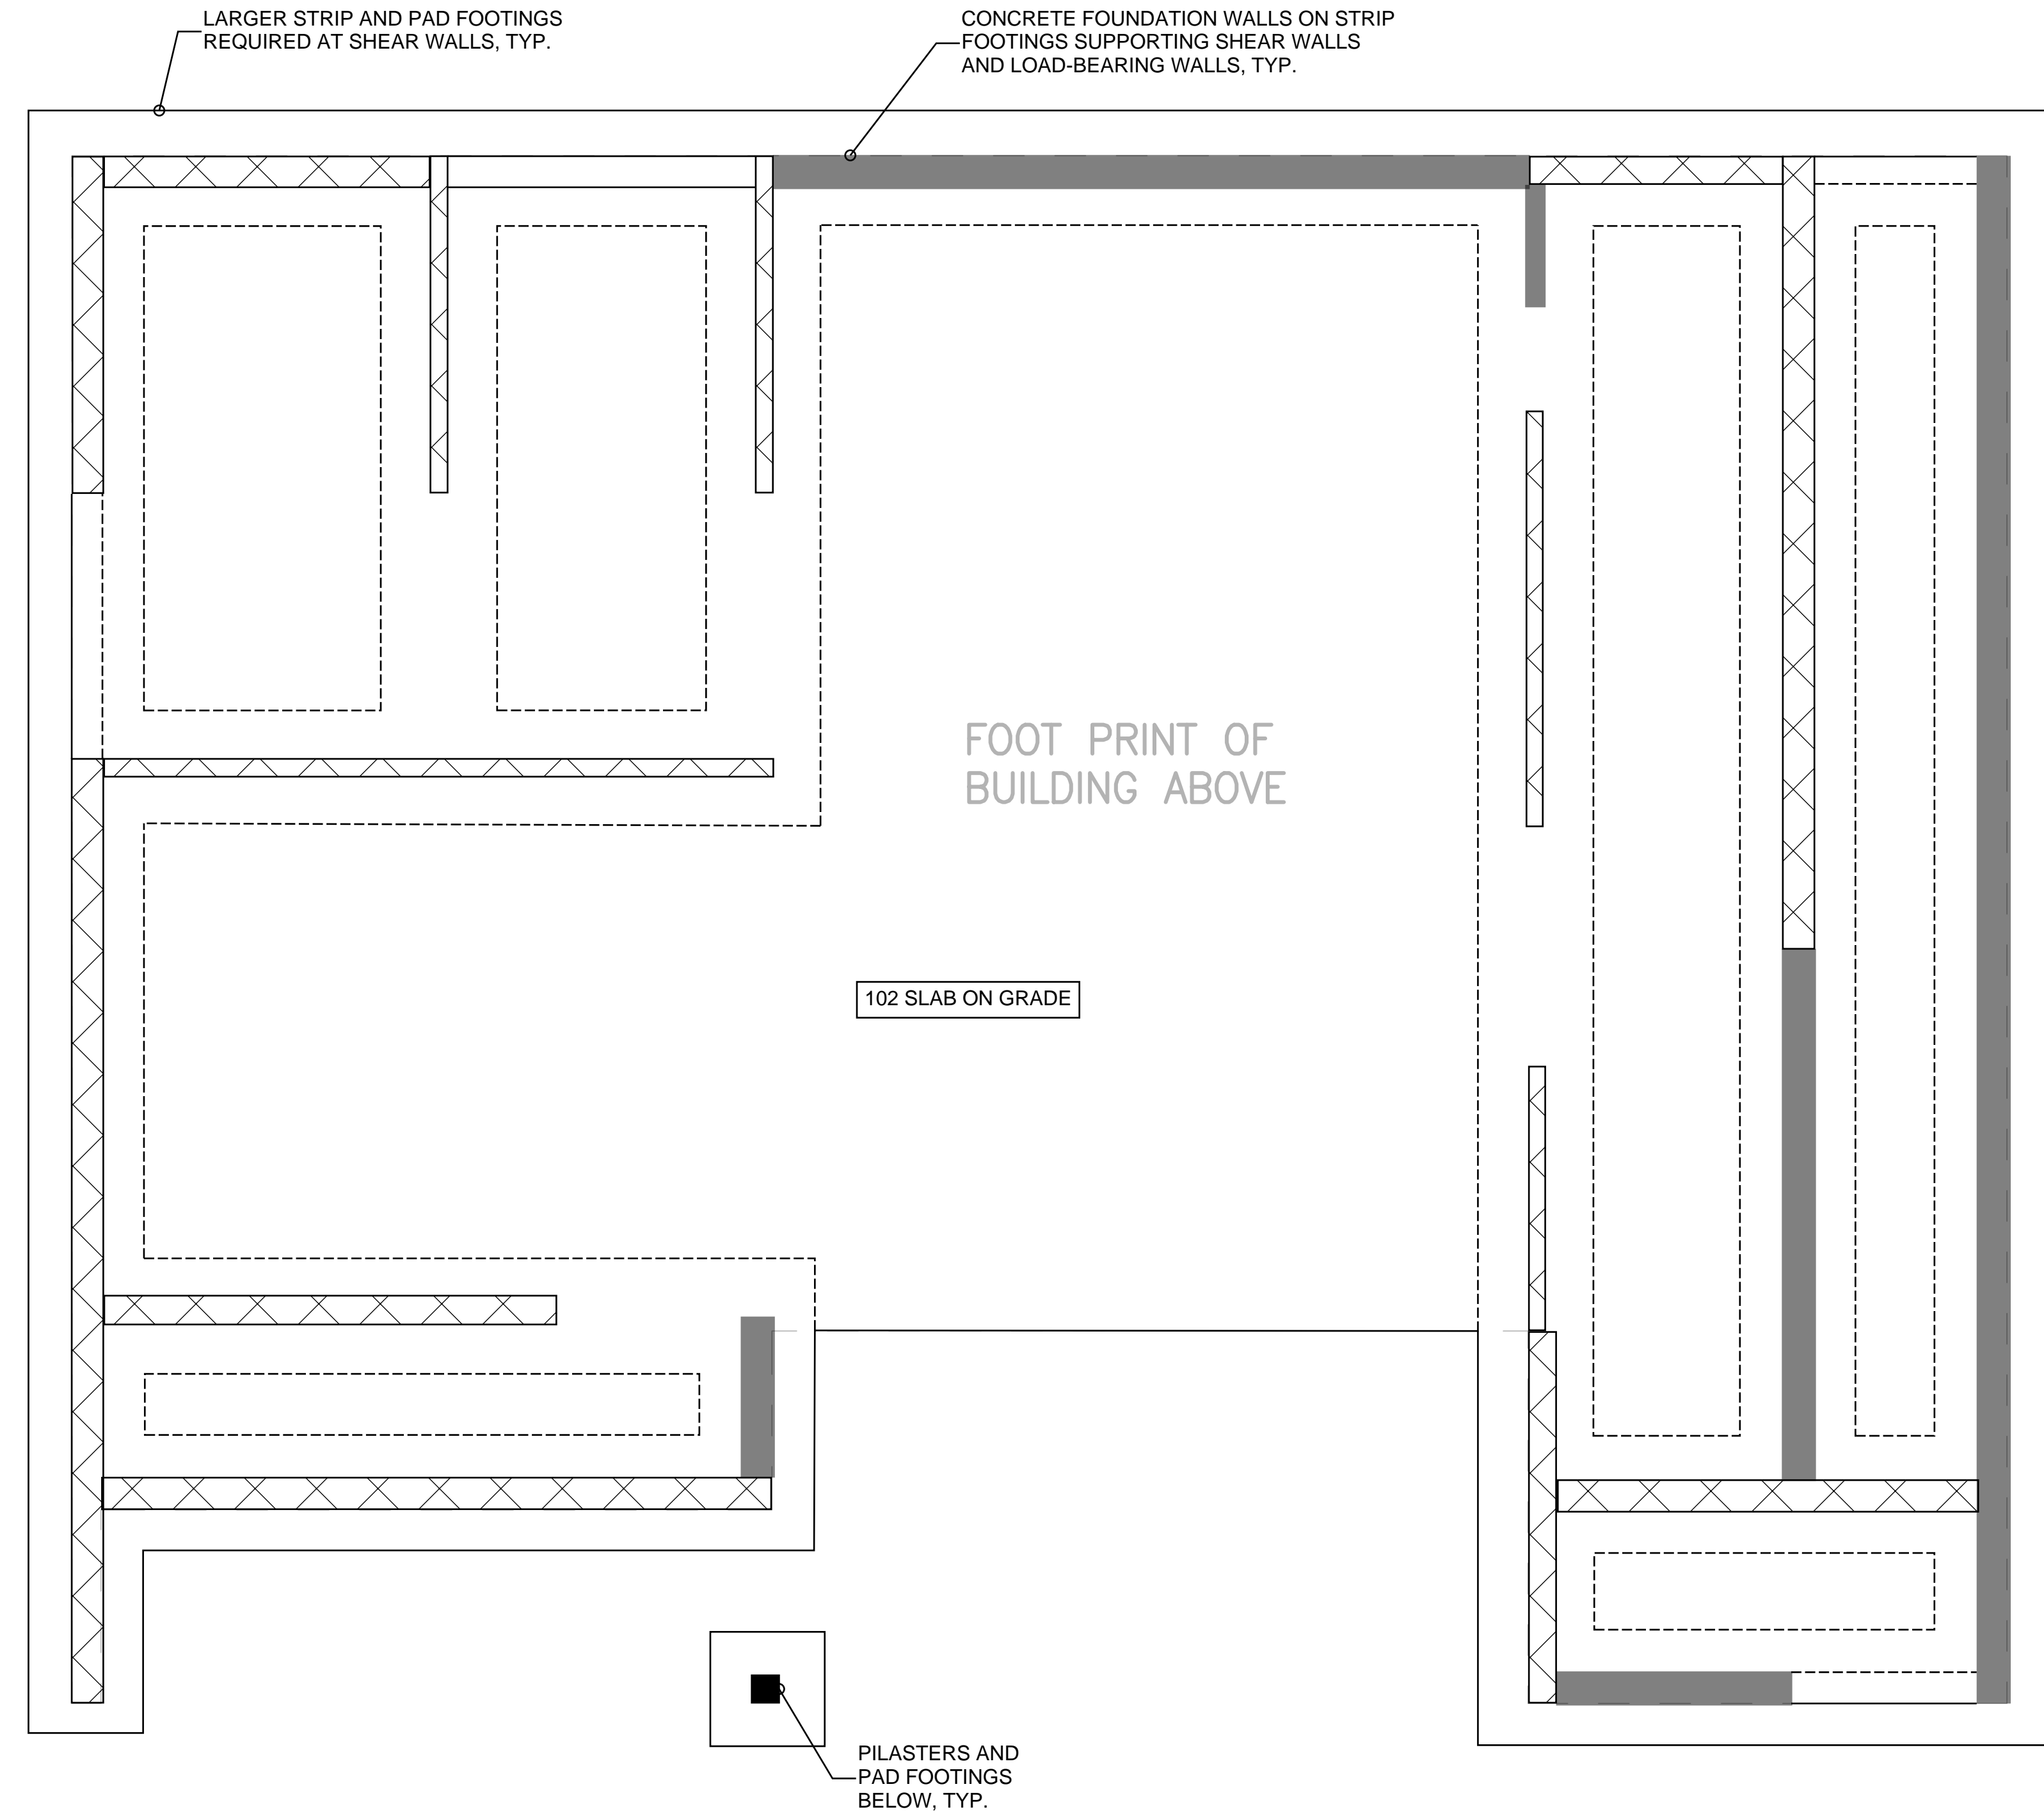 LARGER STRIP AND PAD FOOTINGS
REQUIRED AT SHEAR WALLS, TYP.
CONCRETE FOUNDATION WALLS ON STRIP
FOOTINGS SUPPORTING SHEAR WALLS
AND LOAD-BEARING WALLS, TYP.
FOOT PRINT OF
BUILDING ABOVE
102 SLAB ON GRADE
PILASTERS AND
PAD FOOTINGS
BELOW, TYP.